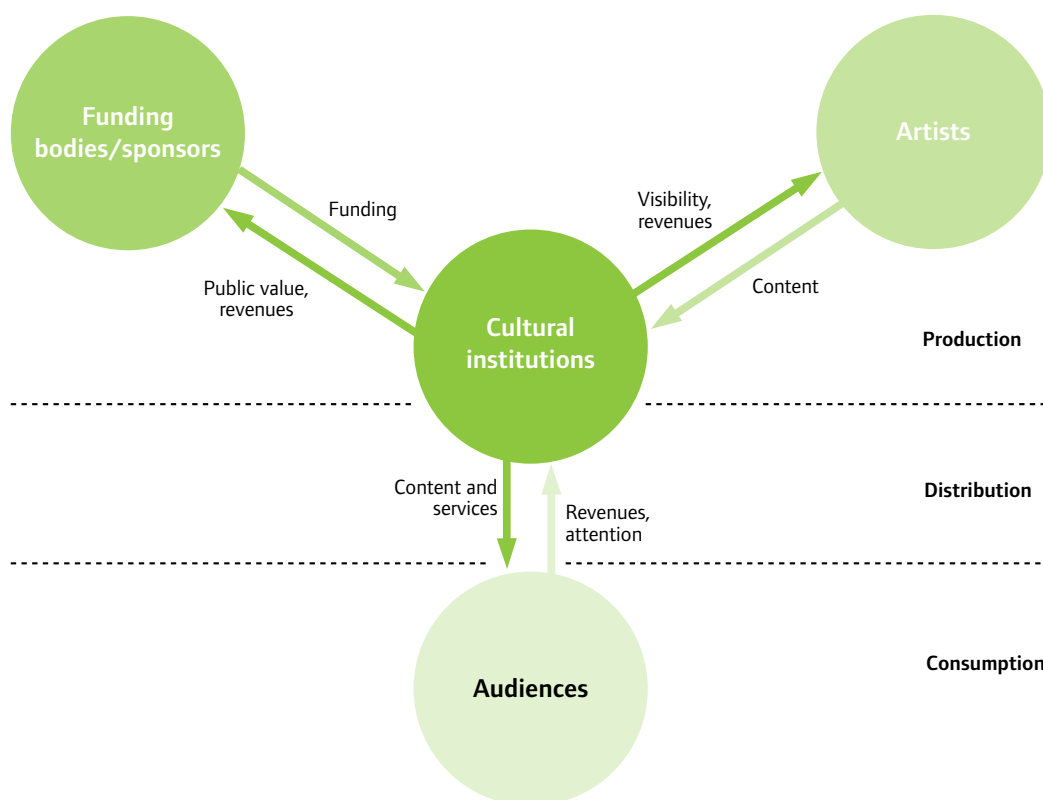 Funding
bodies/sponsors
Artists
Funding
Visibility,
revenues
Public value,
revenues
Content
Cultural
institutions
Production
Content and
services
Revenues,
attention
Distribution
Audiences
Consumption